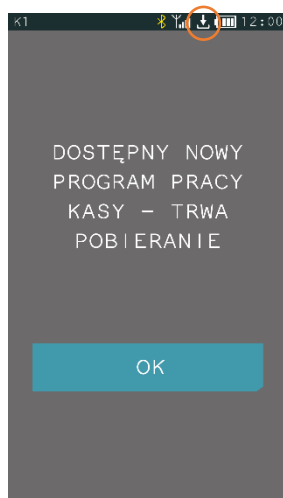 K1 12:00
DOSTĘPNY NOWY
PROGRAM PRACY
KASY – TRWA
POBIERANIE
OK